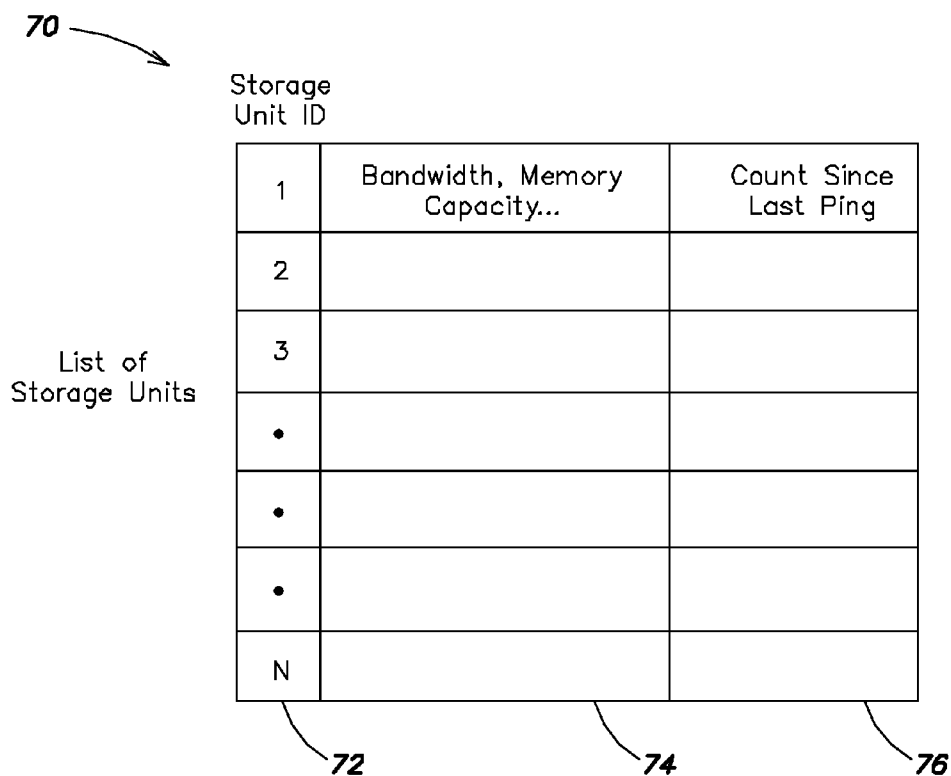 70
Storage
Unit ID
1
Bandwidth, Memory
Capacity...
Count Since
Last Ping
2
3
List of
Storage Units
•
•
•
N
72
74
76